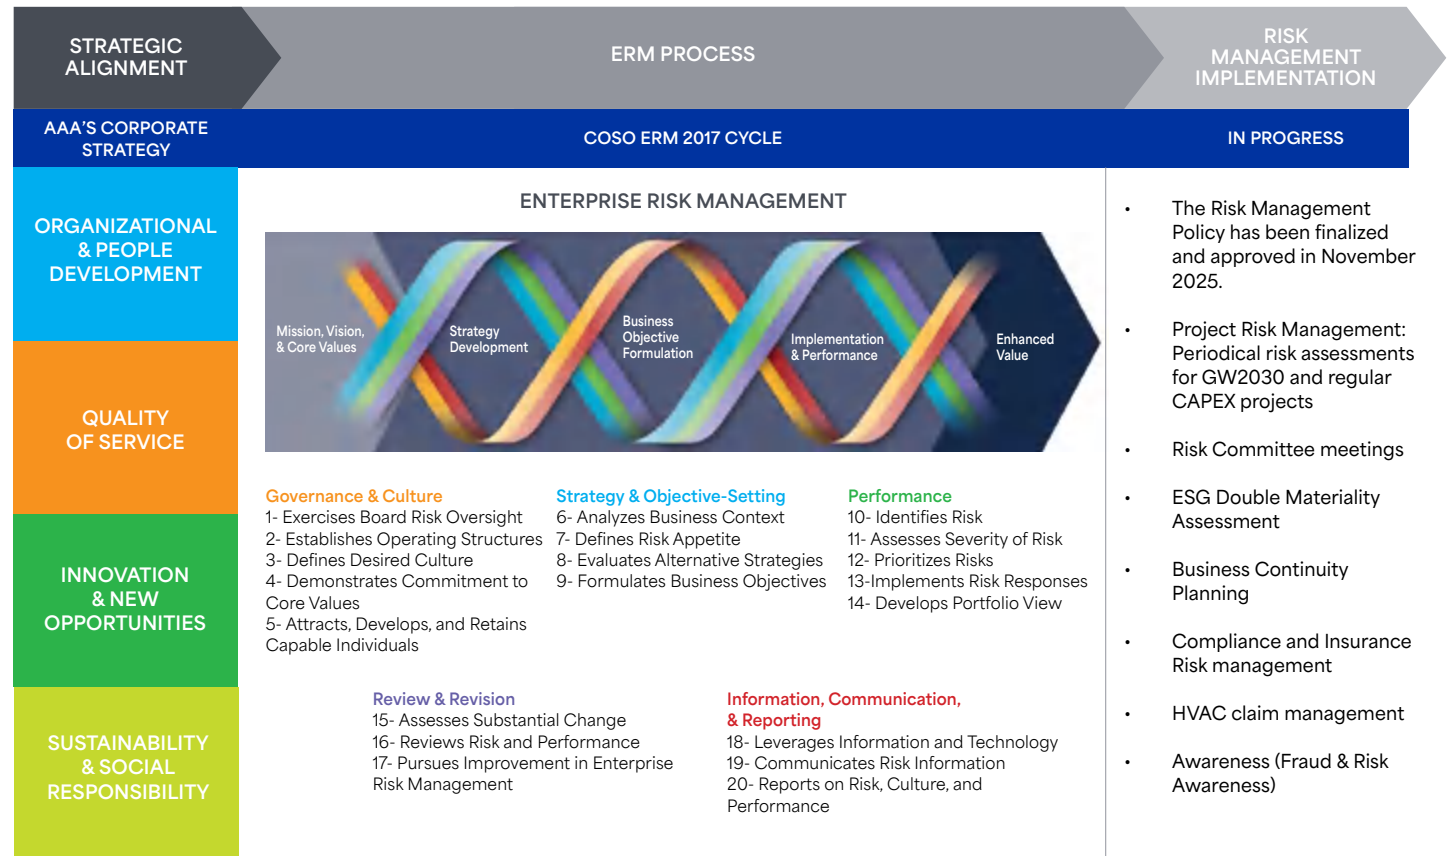 STRATEGIC
ALIGNMENT
ERM PROCESS
RISK
MANAGEMENT
IMPLEMENTATION
AAA'S CORPORATE
STRATEGY
COSO ERM 2017 CYCLE
IN PROGRESS
ORGANIZATIONAL
& PEOPLE
DEVELOPMENT
QUALITY
OF SERVICE
INNOVATION
& NEW
OPPORTUNITIES
SUSTAINABILITY
& SOCIAL
RESPONSIBILITY
ENTERPRISE RISK MANAGEMENT
Mission, Vision,
& Core Values
Strategy
Development
Business
Objective
Formulation
Implementation
& Performance
Enhanced
Value
Governance & Culture
1- Exercises Board Risk Oversight
2- Establishes Operating Structures
3- Defines Desired Culture
4- Demonstrates Commitment to
Core Values
5- Attracts, Develops, and Retains
Capable Individuals
Strategy & Objective-Setting
6- Analyzes Business Context
7- Defines Risk Appetite
8- Evaluates Alternative Strategies
9- Formulates Business Objectives
Performance
10- Identifies Risk
11- Assesses Severity of Risk
12- Prioritizes Risks
13-Implements Risk Responses
14- Develops Portfolio View
Review & Revision
15- Assesses Substantial Change
16- Reviews Risk and Performance
17- Pursues Improvement in Enterprise
Risk Management
Information, Communication,
& Reporting
18- Leverages Information and Technology
19- Communicates Risk Information
20- Reports on Risk, Culture, and
Performance
• The Risk Management
Policy has been finalized
and approved in November
2025.
• Project Risk Management:
Periodical risk assessments
for GW2030 and regular
CAPEX projects
• Risk Committee meetings
• ESG Double Materiality
Assessment
• Business Continuity
Planning
• Compliance and Insurance
Risk management
• HVAC claim management
• Awareness (Fraud & Risk
Awareness)